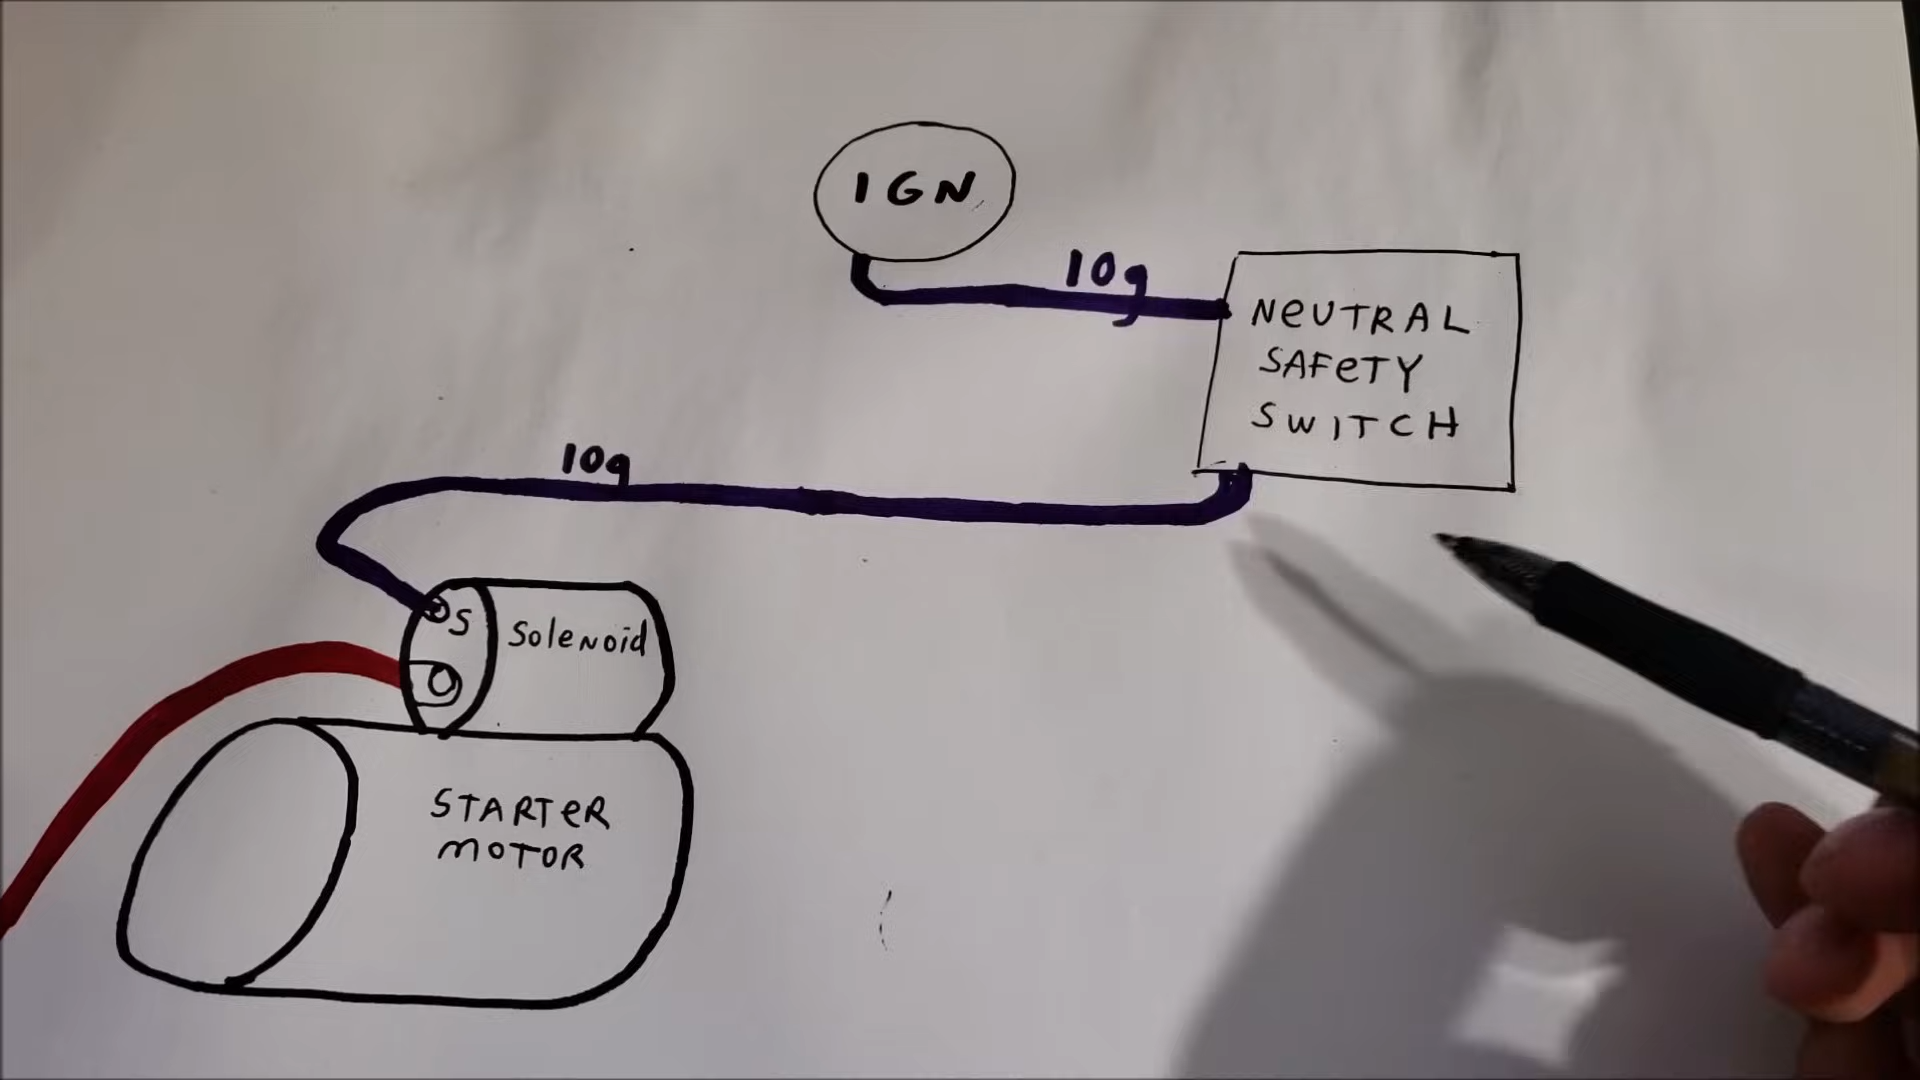 IGN
10g
NEUTRAL
SAFETY
SWITCH
10g
S
Solenoid
STARTER
MOTOR